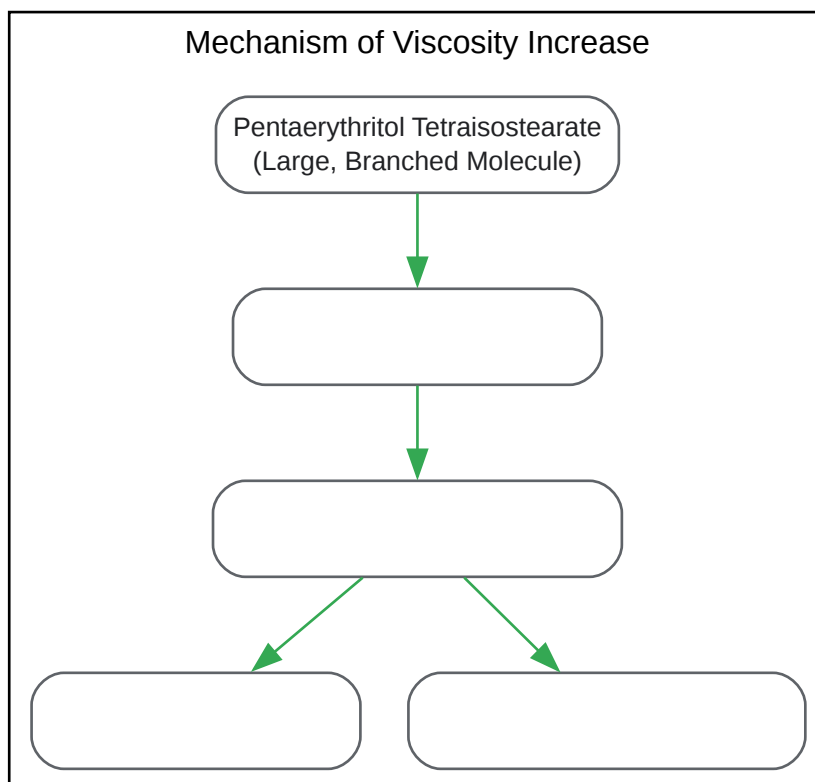 Mechanism of Viscosity Increase
Pentaerythritol Tetraisostearate
(Large, Branched Molecule)